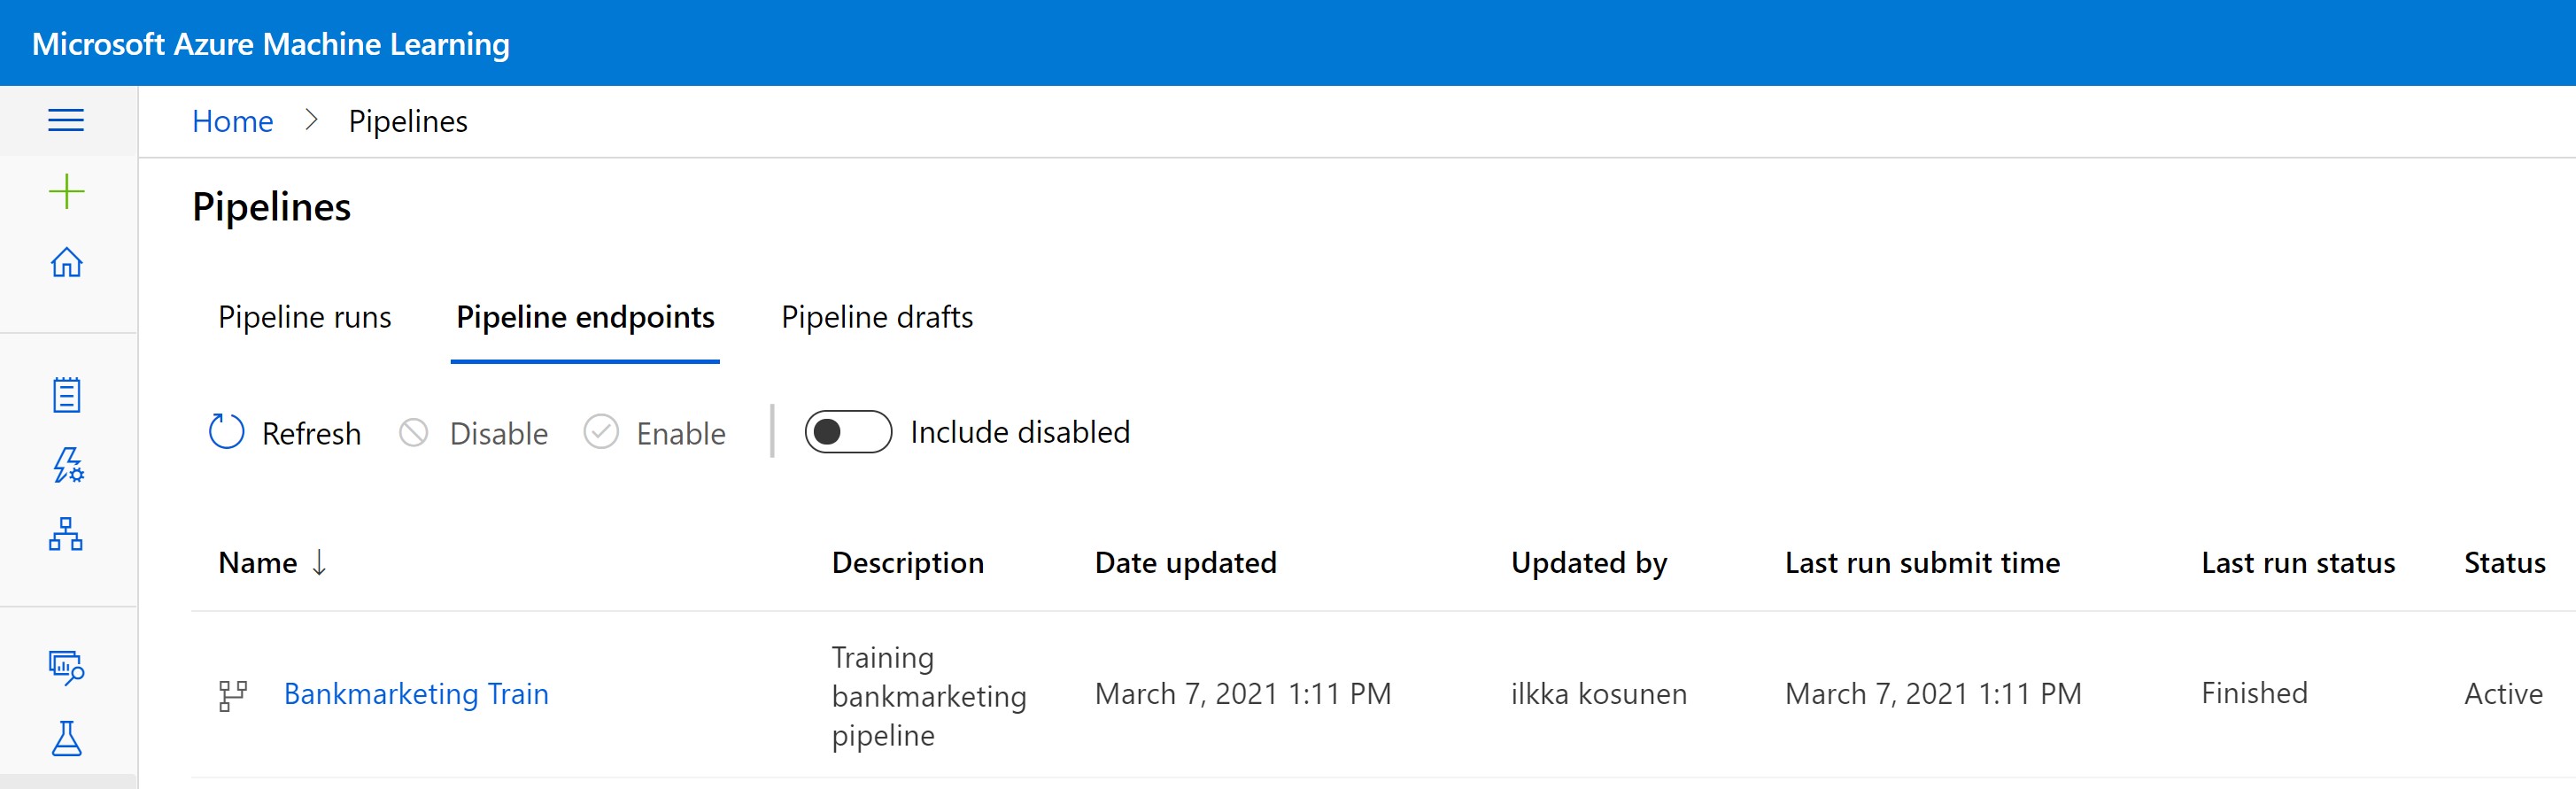 Microsoft Azure Machine Learning
Home > Pipelines
Pipelines
Pipeline runs Pipeline endpoints Pipeline drafts
Refresh Disable Enable Include disabled
Name ↓ Description Date updated Updated by Last run submit time Last run status Status
Training
Bankmarketing Train bankmarketing March 7, 2021 1:11 PM ilkka kosunen March 7, 2021 1:11 PM Finished Active
pipeline